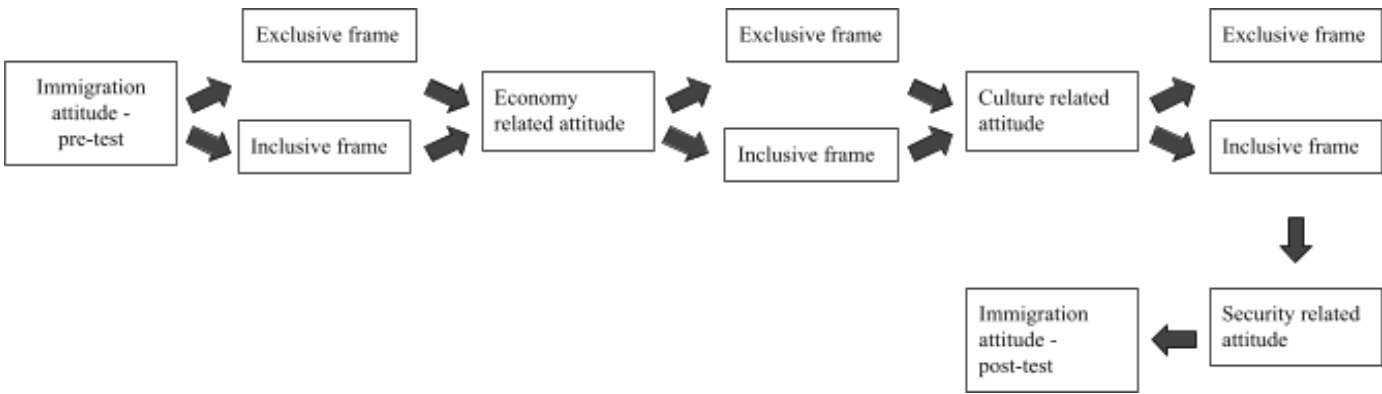 Immigration
attitude -
pre-test
Exclusive frame
Inclusive frame
Economy
related attitude
Exclusive frame
Inclusive frame
Culture related
attitude
Exclusive frame
Inclusive frame
Security related
attitude
Immigration
attitude -
post-test